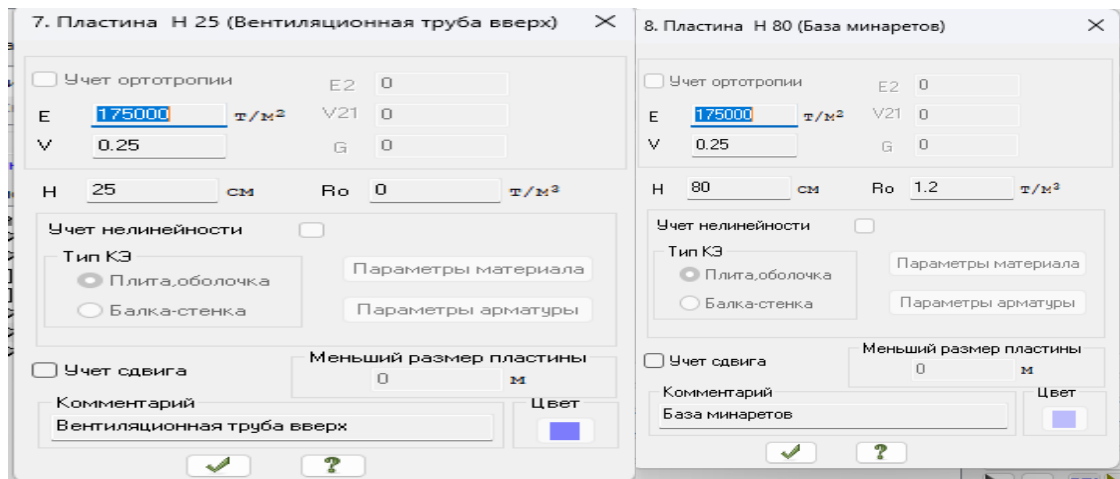 7. Пластина H 25 (Вентиляционная труба вверх)
Учет ортотропии
E2 0
E 175000 т/м²
V21 0
V 0.25
G 0
H 25 см
Ro 0 т/м³
Учет нелинейности
Тип КЭ
Плита,оболочка
Балка-стенка
Параметры материала
Параметры арматуры
Учет сдвига
Меньший размер пластины
0 м
Комментарий
Вентиляционная труба вверх
Цвет
?
8. Пластина H 80 (База минаретов)
Учет ортотропии
E2 0
E 175000 т/м²
V21 0
V 0.25
G 0
H 80 см
Ro 1.2 т/м³
Учет нелинейности
Тип КЭ
Плита,оболочка
Балка-стенка
Параметры материала
Параметры арматуры
Учет сдвига
Меньший размер пластины
0 м
Комментарий
База минаретов
Цвет
?